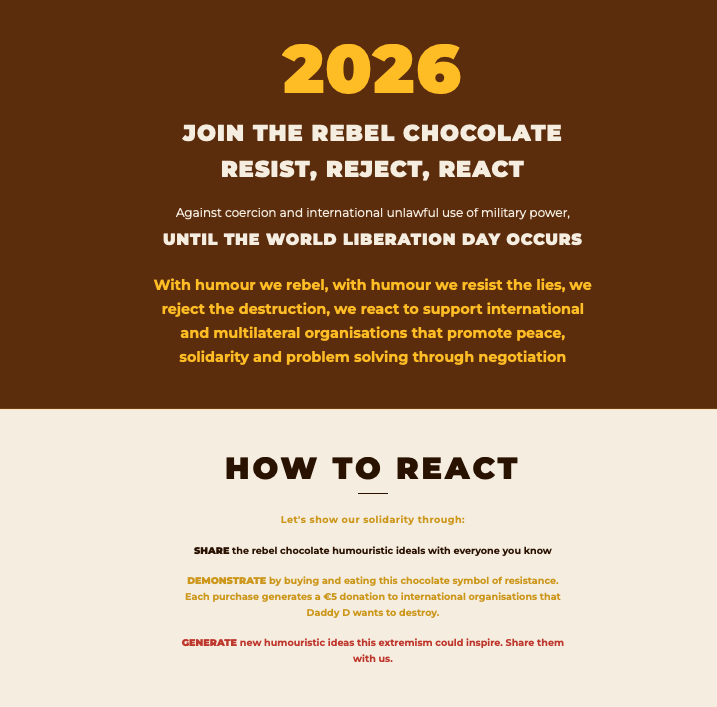 2026
JOIN THE REBEL CHOCOLATE
RESIST, REJECT, REACT
Against coercion and international unlawful use of military power,
UNTIL THE WORLD LIBERATION DAY OCCURS
With humour we rebel, with humour we resist the lies, we
reject the destruction, we react to support international
and multilateral organisations that promote peace,
solidarity and problem solving through negotiation
HOW TO REACT
Let's show our solidarity through:
SHARE the rebel chocolate humouristic ideals with everyone you know
DEMONSTRATE by buying and eating this chocolate symbol of resistance.
Each purchase generates a €5 donation to international organisations that
Daddy D wants to destroy.
GENERATE new humouristic ideas this extremism could inspire. Share them
with us.